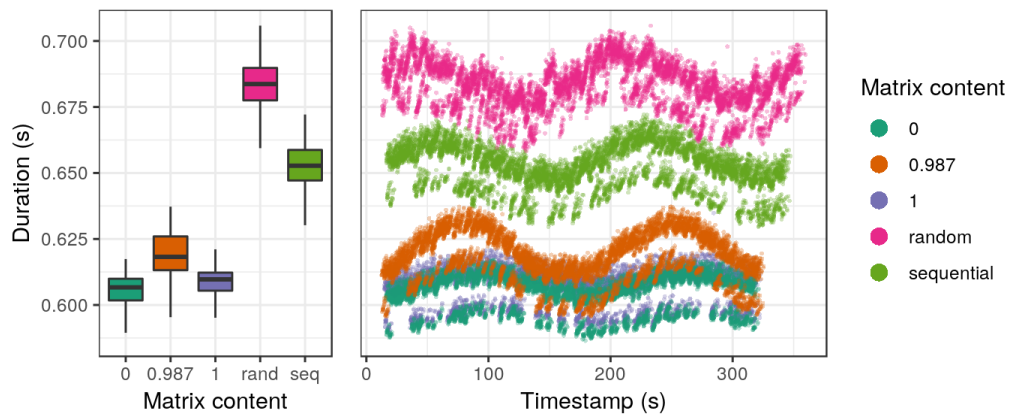 Duration (s)
0.700
0.675
0.650
0.625
0.600
0 0.987 1 rand seq
Matrix content
0 100 200 300
Timestamp (s)
Matrix content
0
0.987
1
random
sequential